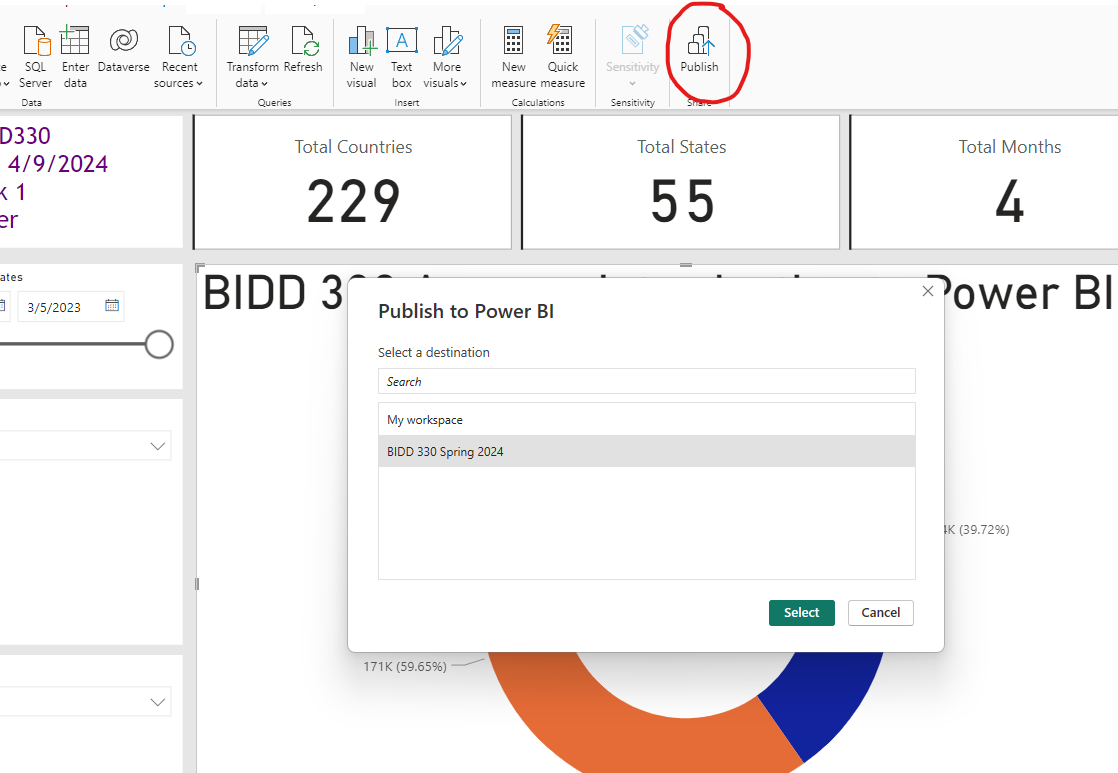 SQL
Server
Enter
data
Dataverse
Recent
sources
Data
Transform
data
Refresh
Queries
New
visual
A
Text
box
More
visuals
Insert
New
measure
Quick
measure
Calculations
Sensitivity
Sensitivity
Publish
Share
D330
4/9/2024
k 1
er
Total Countries
229
Total States
55
Total Months
4
ates
3/5/2023
BIDD 3
Power BI
Publish to Power BI
Select a destination
Search
My workspace
BIDD 330 Spring 2024
Select
Cancel
4K (39.72%)
171K (59.65%)